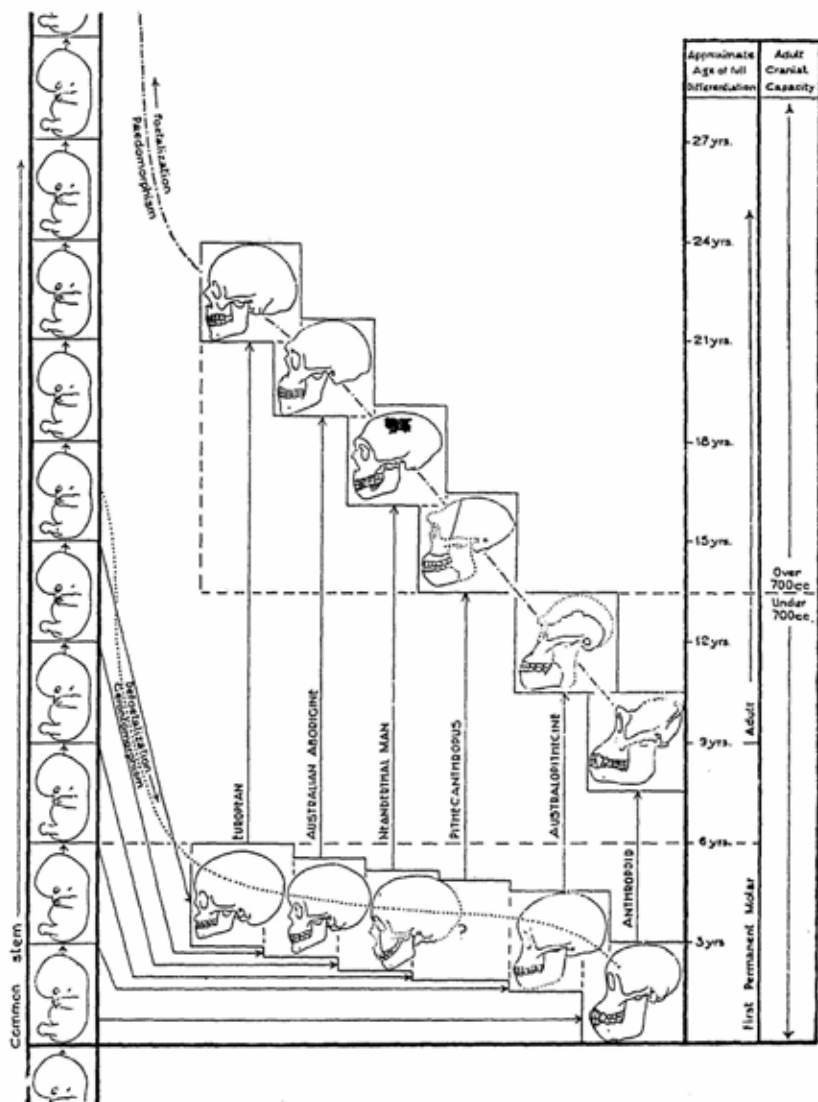 Approximate
Age of full
Differentiation
Adult
Cranial
Capacity
27 yrs.
24 yrs.
21 yrs.
18 yrs.
15 yrs.
12 yrs.
9 yrs.
6 yrs.
3 yrs
Over
700cc
Under
700cc.
Adult
First Permanent Molar
Foetalization
Paedomorphism
Defoetalization
Gerontomorphism
EUROPEAN
AUSTRALIAN ABORIGINE
NEANDERTHAL MAN
PITHECANTHROPUS
AUSTRALOPITHECINE
ANTHROPOID
Common stem